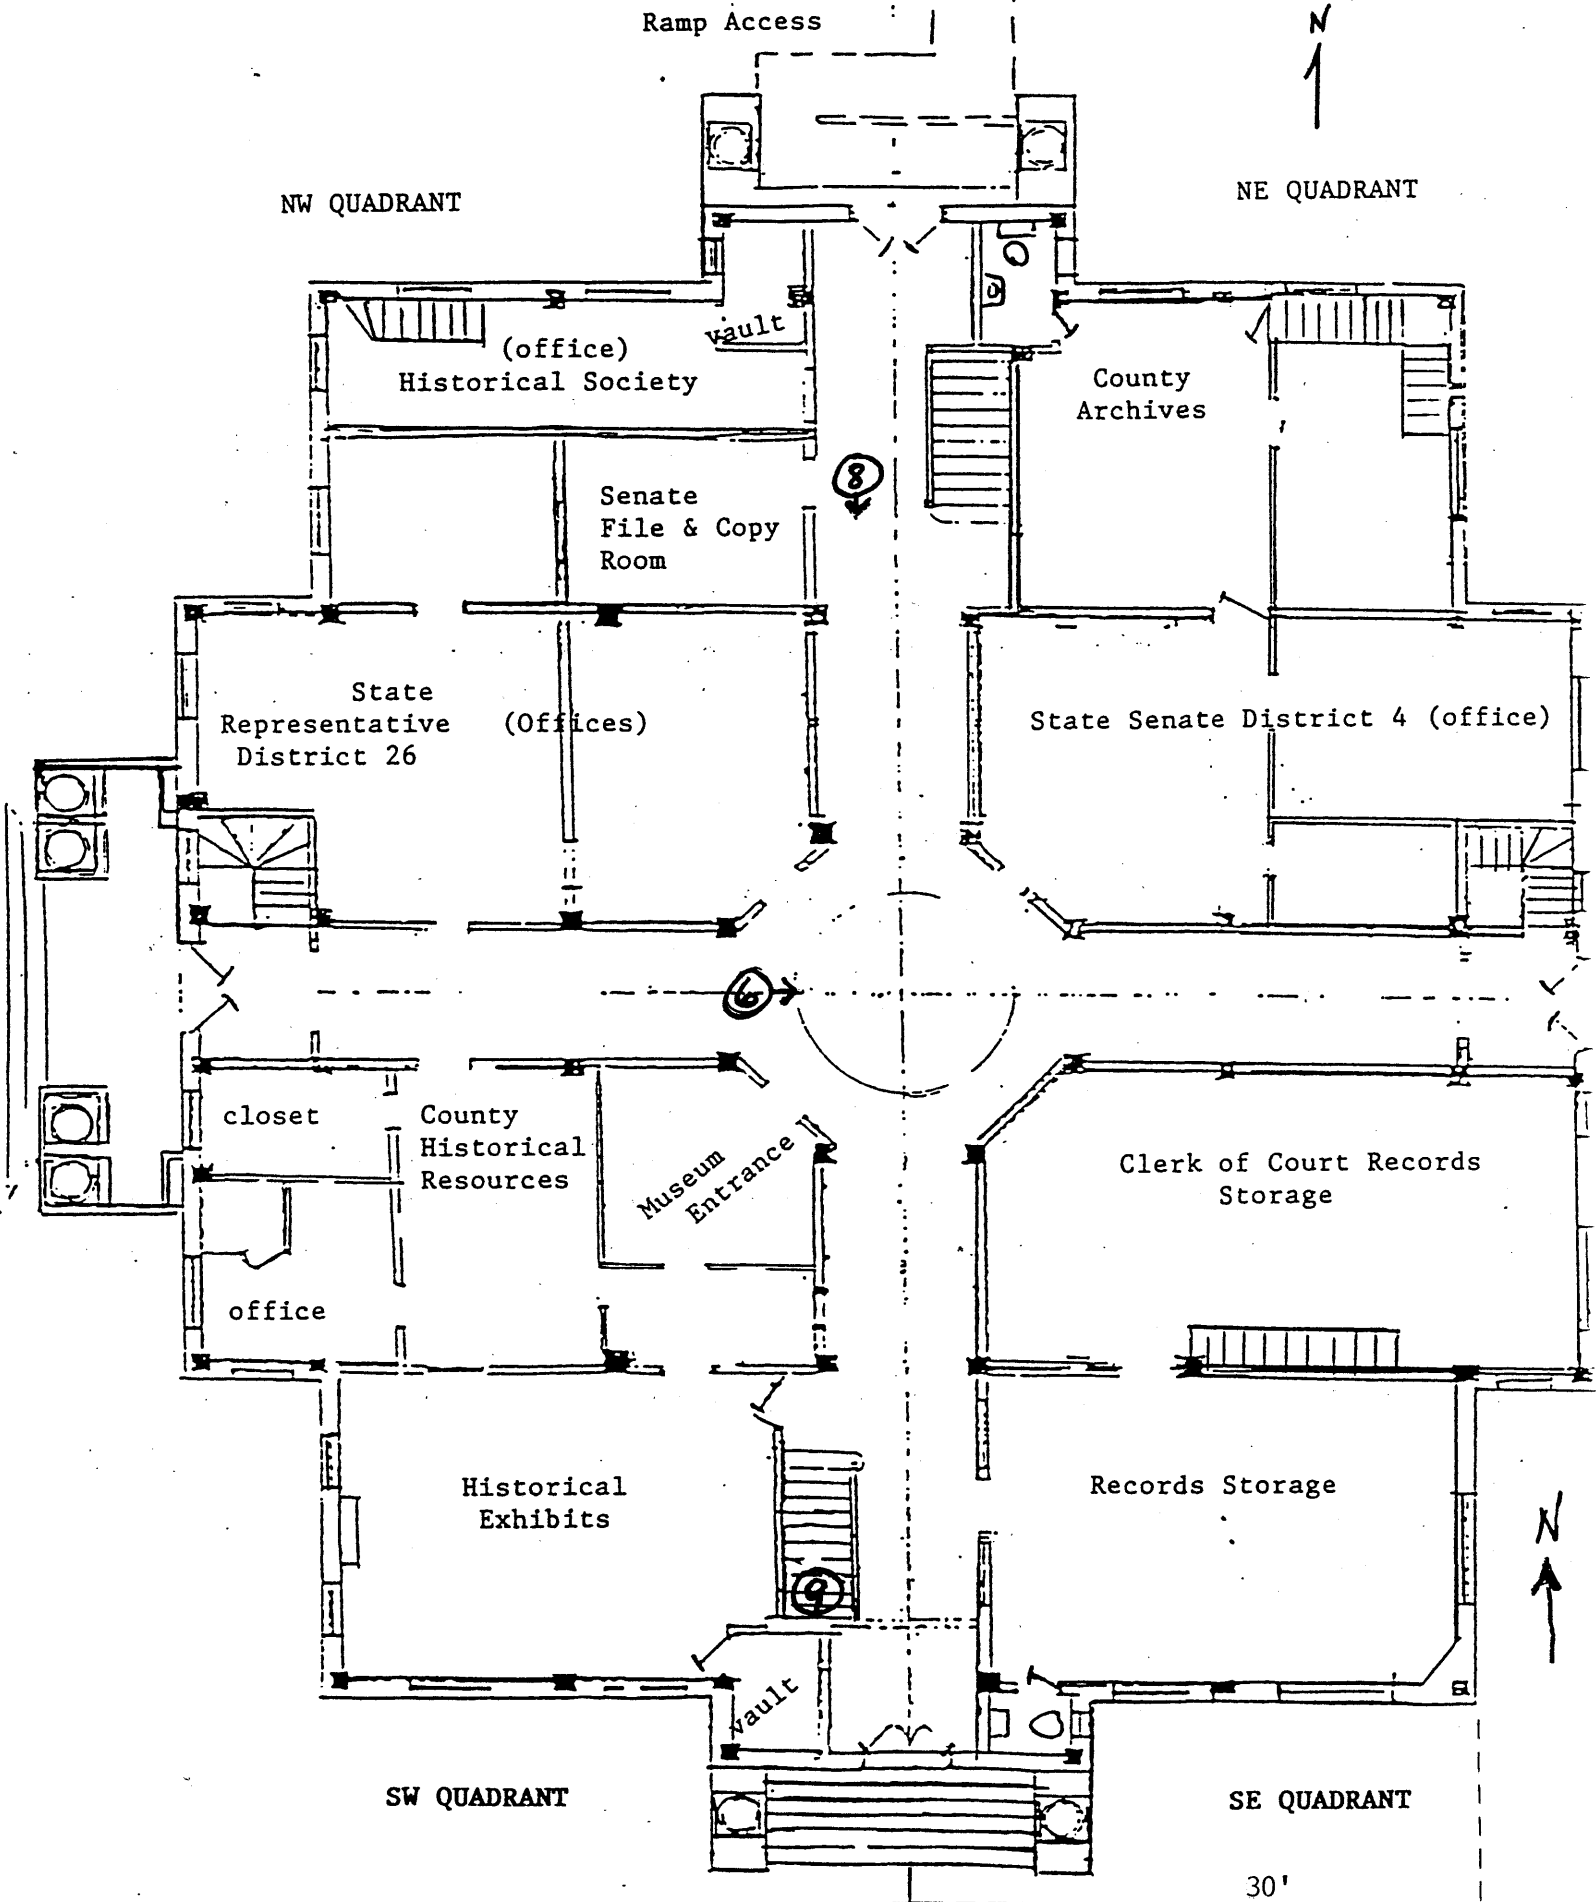 Ramp Access
N
NW QUADRANT
NE QUADRANT
vault
(office)
Historical Society
County
Archives
8
Senate
File & Copy
Room
State
Representative (Offices)
District 26
State Senate District 4 (office)
6
closet
County
Historical
Resources
Museum
Entrance
Clerk of Court Records
Storage
office
Historical
Exhibits
Records Storage
N
9
vault
SW QUADRANT
SE QUADRANT
30'